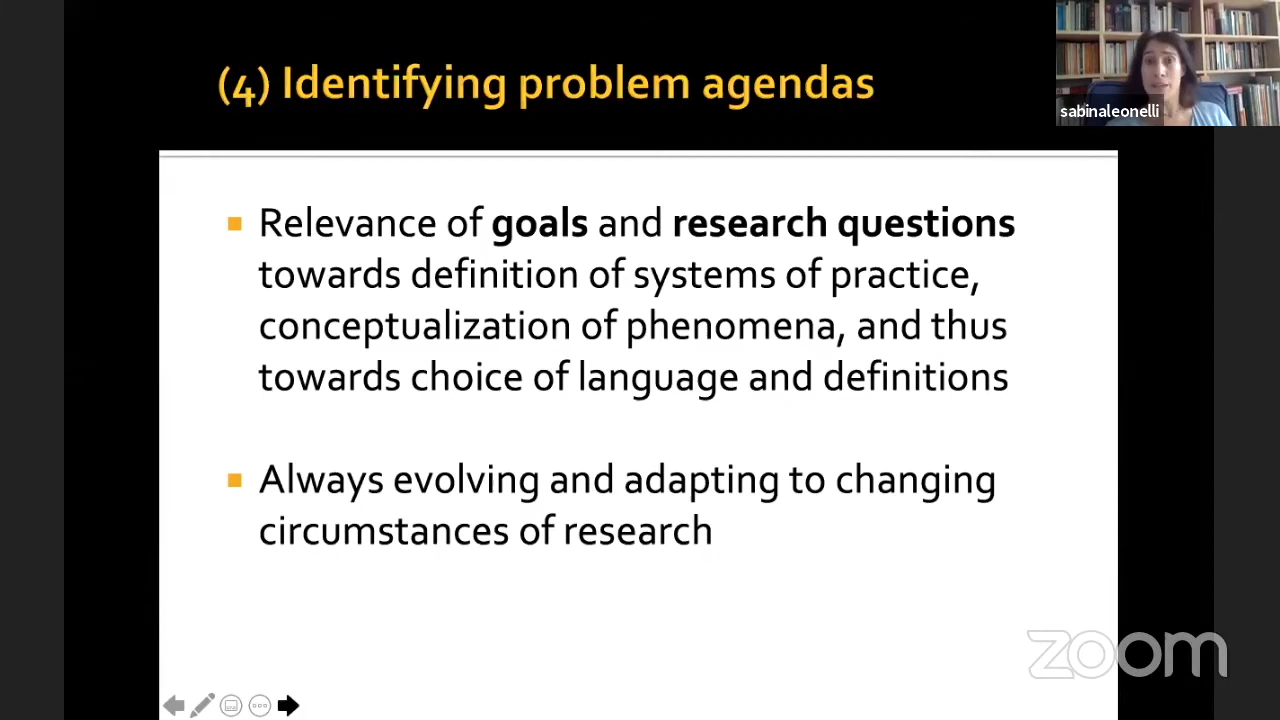 (4) Identifying problem agendas
sabinaleonelli
Relevance of goals and research questions
towards definition of systems of practice,
conceptualization of phenomena, and thus
towards choice of language and definitions
Always evolving and adapting to changing
circumstances of research
zoom